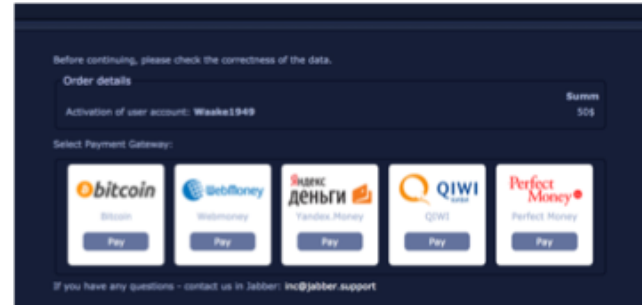 Before continuing, please check the correctness of the data.
Order details
Summ
Activation of user account: Waake1949
50$
Select Payment Gateway:
bitcoin WebMoney Яндекс деньги QIWI Perfect Money
Bitcoin Webmoney Yandex.Money QIWI Perfect Money
Pay Pay Pay Pay Pay
If you have any questions - contact us in Jabber: inc@jabber.support